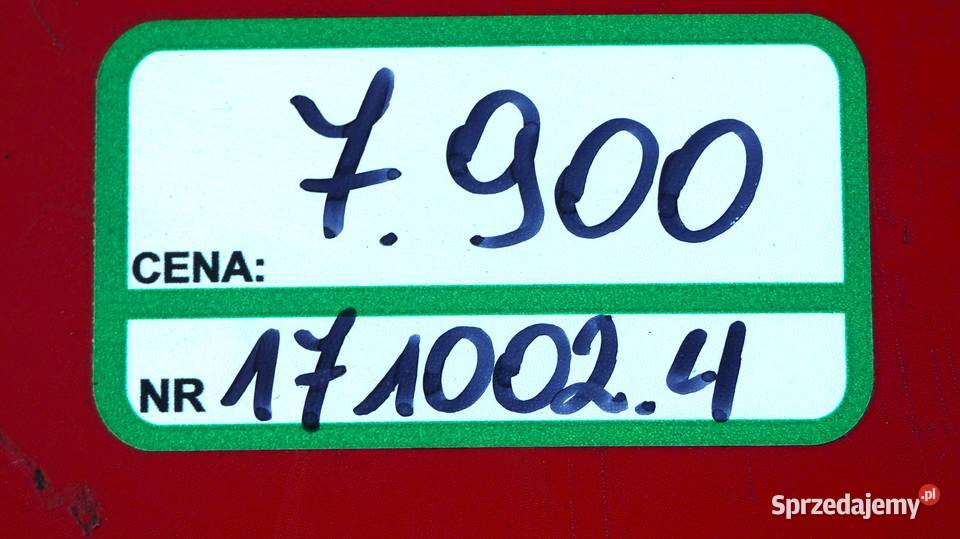 7.900
CENA:
NR 171002.4
Sprzedajemy.pl